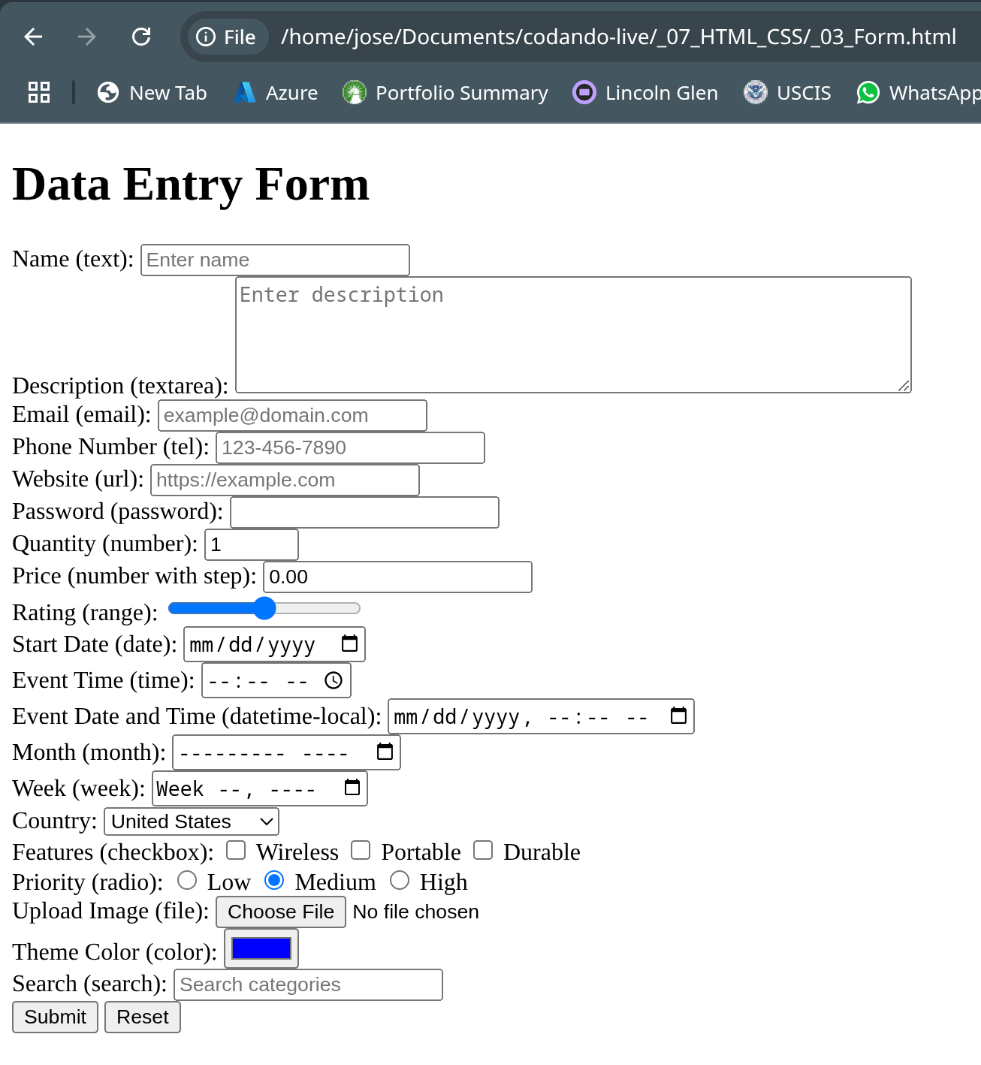 File /home/jose/Documents/codando-live/_07_HTML_CSS/_03_Form.html
New Tab Azure Portfolio Summary Lincoln Glen USCIS WhatsApp
Data Entry Form
Name (text): Enter name
Enter description
Description (textarea):
Email (email): example@domain.com
Phone Number (tel): 123-456-7890
Website (url): https://example.com
Password (password):
Quantity (number): 1
Price (number with step): 0.00
Rating (range):
Start Date (date): mm/dd/yyyy
Event Time (time): --:-- --
Event Date and Time (datetime-local): mm/dd/yyyy, --:-- --
Month (month): --------- ----
Week (week): Week --, ----
Country: United States
Features (checkbox): Wireless Portable Durable
Priority (radio): Low Medium High
Upload Image (file): Choose File No file chosen
Theme Color (color):
Search (search): Search categories
Submit Reset